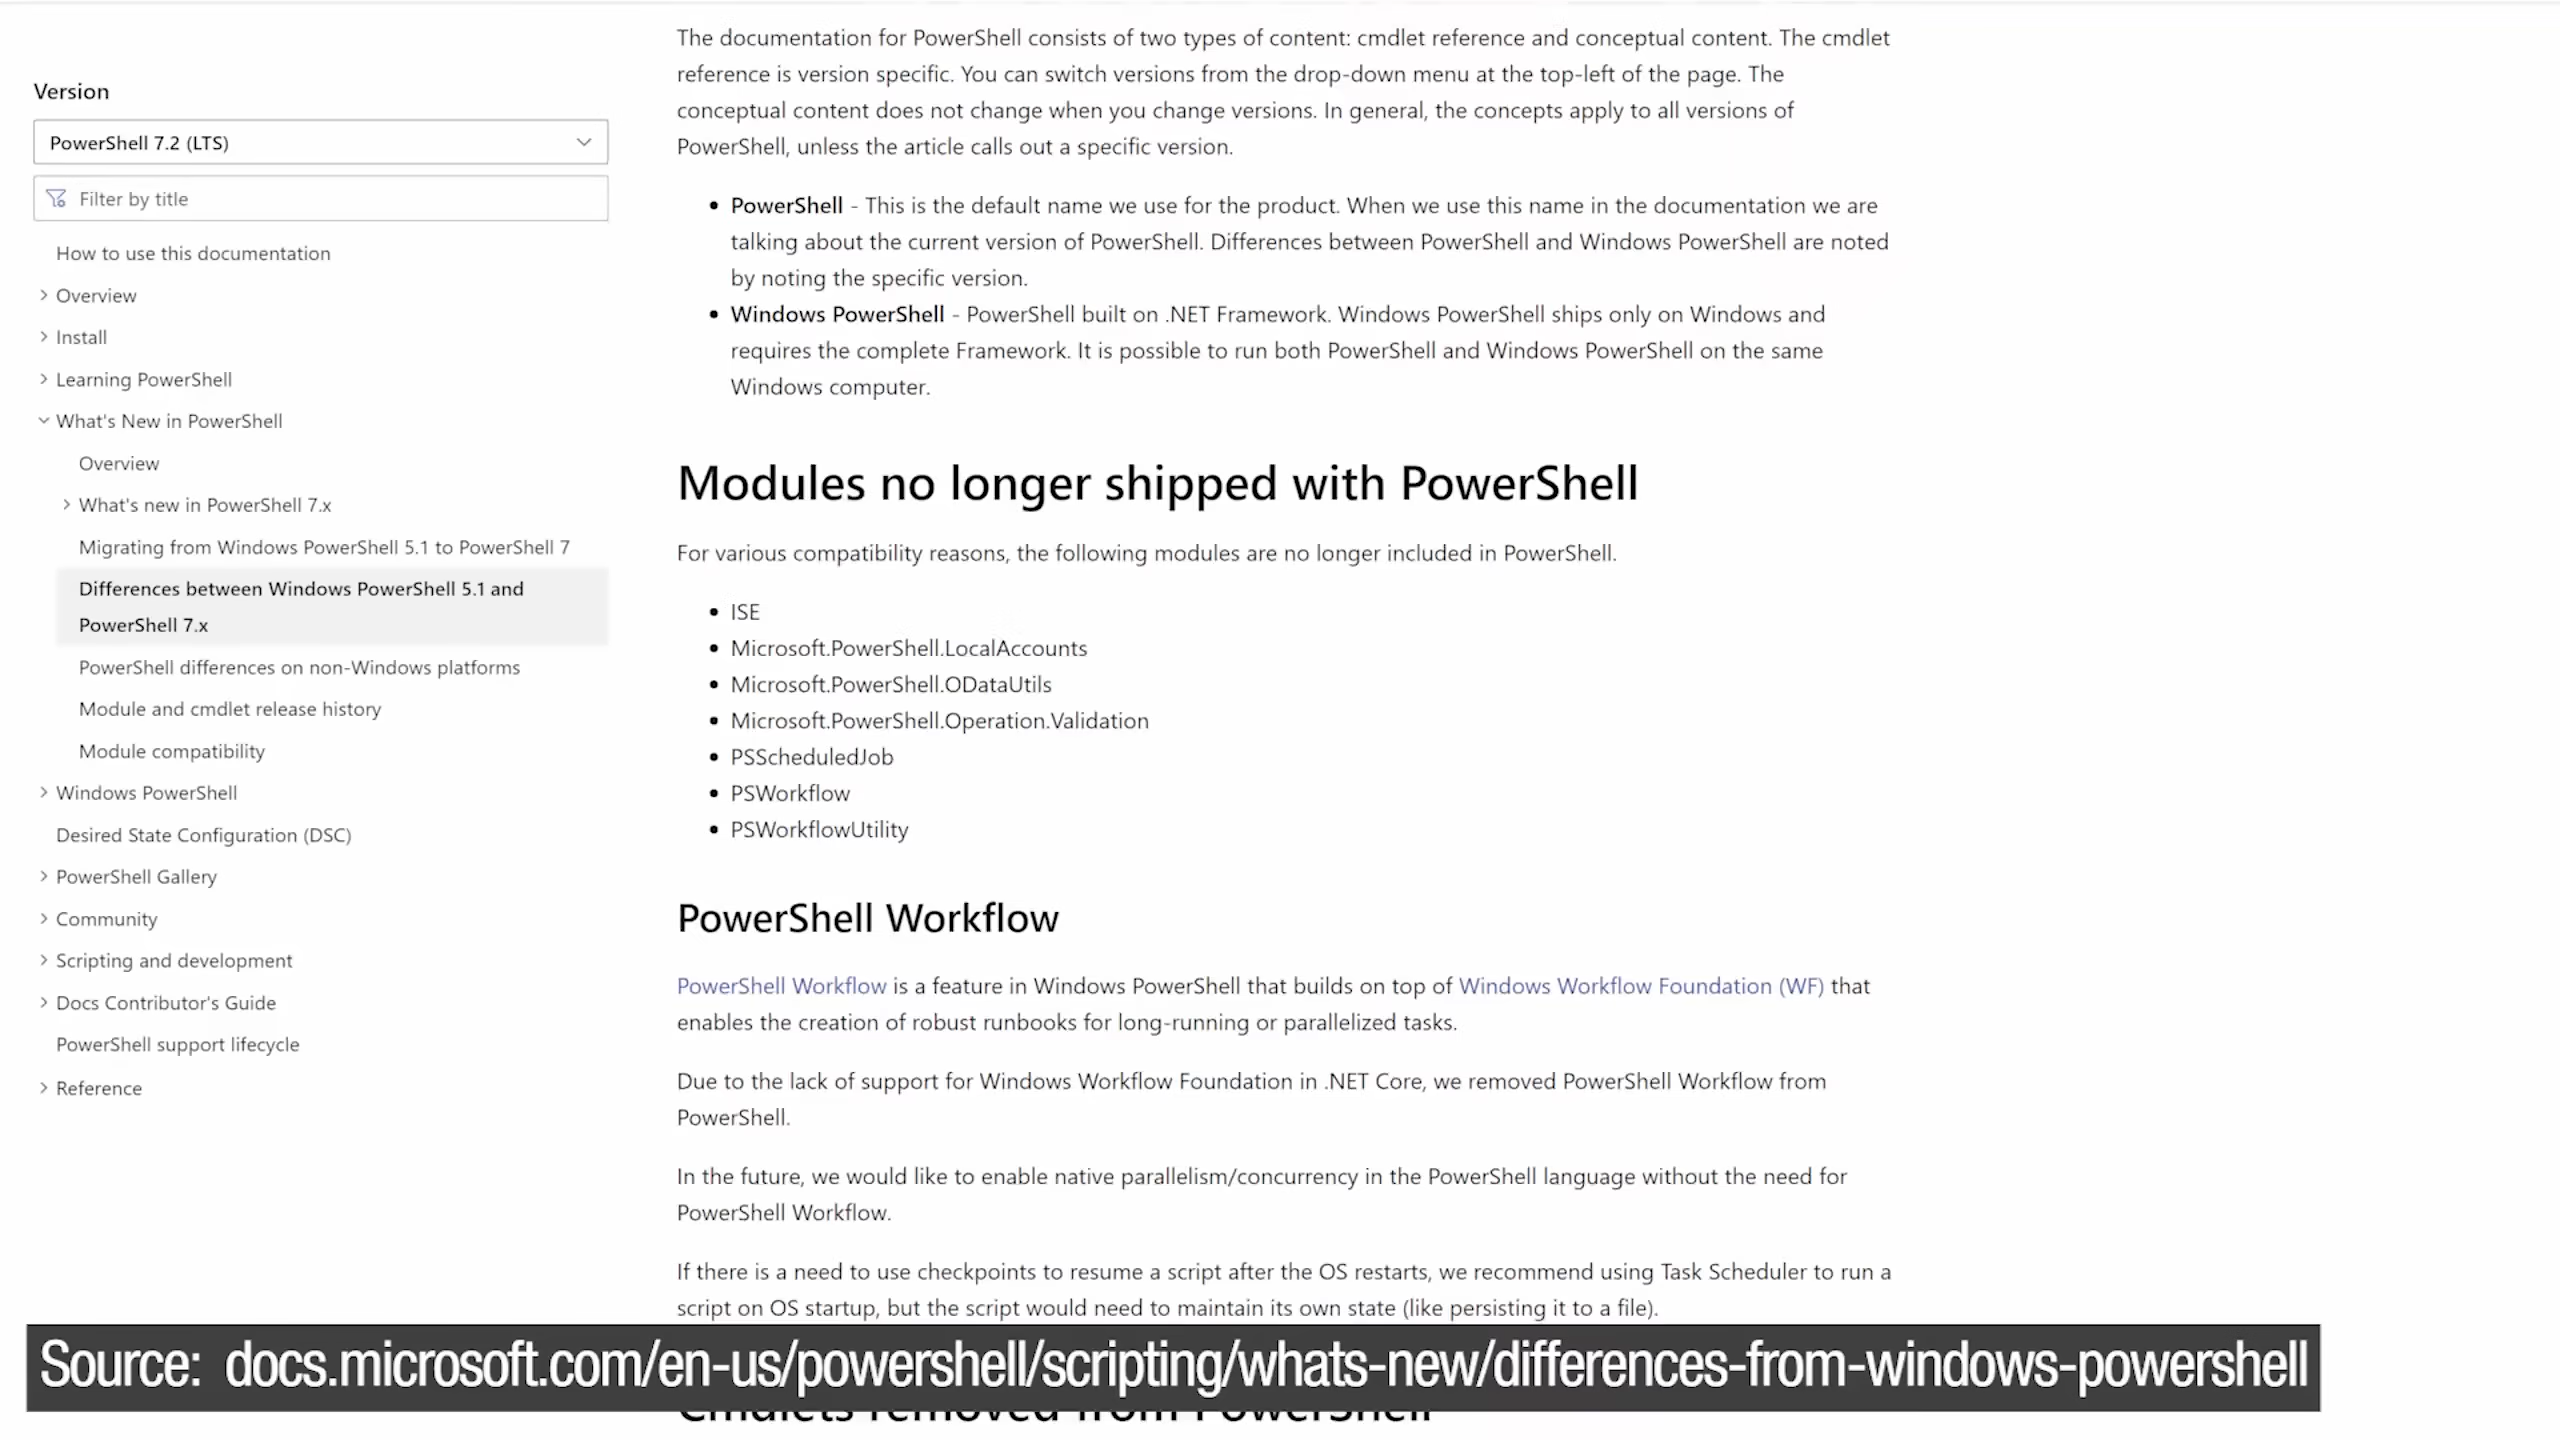 Version
PowerShell 7.2 (LTS)
Filter by title
How to use this documentation
Overview
Install
Learning PowerShell
What's New in PowerShell
Overview
What's new in PowerShell 7.x
Migrating from Windows PowerShell 5.1 to PowerShell 7
Differences between Windows PowerShell 5.1 and
PowerShell 7.x
PowerShell differences on non-Windows platforms
Module and cmdlet release history
Module compatibility
Windows PowerShell
Desired State Configuration (DSC)
PowerShell Gallery
Community
Scripting and development
Docs Contributor's Guide
PowerShell support lifecycle
Reference
The documentation for PowerShell consists of two types of content: cmdlet reference and conceptual content. The cmdlet
reference is version specific. You can switch versions from the drop-down menu at the top-left of the page. The
conceptual content does not change when you change versions. In general, the concepts apply to all versions of
PowerShell, unless the article calls out a specific version.
• PowerShell - This is the default name we use for the product. When we use this name in the documentation we are
talking about the current version of PowerShell. Differences between PowerShell and Windows PowerShell are noted
by noting the specific version.
• Windows PowerShell - PowerShell built on .NET Framework. Windows PowerShell ships only on Windows and
requires the complete Framework. It is possible to run both PowerShell and Windows PowerShell on the same
Windows computer.
Modules no longer shipped with PowerShell
For various compatibility reasons, the following modules are no longer included in PowerShell.
• ISE
• Microsoft.PowerShell.LocalAccounts
• Microsoft.PowerShell.ODataUtils
• Microsoft.PowerShell.Operation.Validation
• PSScheduledJob
• PSWorkflow
• PSWorkflowUtility
PowerShell Workflow
PowerShell Workflow is a feature in Windows PowerShell that builds on top of Windows Workflow Foundation (WF) that
enables the creation of robust runbooks for long-running or parallelized tasks.
Due to the lack of support for Windows Workflow Foundation in .NET Core, we removed PowerShell Workflow from
PowerShell.
In the future, we would like to enable native parallelism/concurrency in the PowerShell language without the need for
PowerShell Workflow.
If there is a need to use checkpoints to resume a script after the OS restarts, we recommend using Task Scheduler to run a
script on OS startup, but the script would need to maintain its own state (like persisting it to a file).
Source: docs.microsoft.com/en-us/powershell/scripting/whats-new/differences-from-windows-powershell
Cmdlets removed from PowerShell